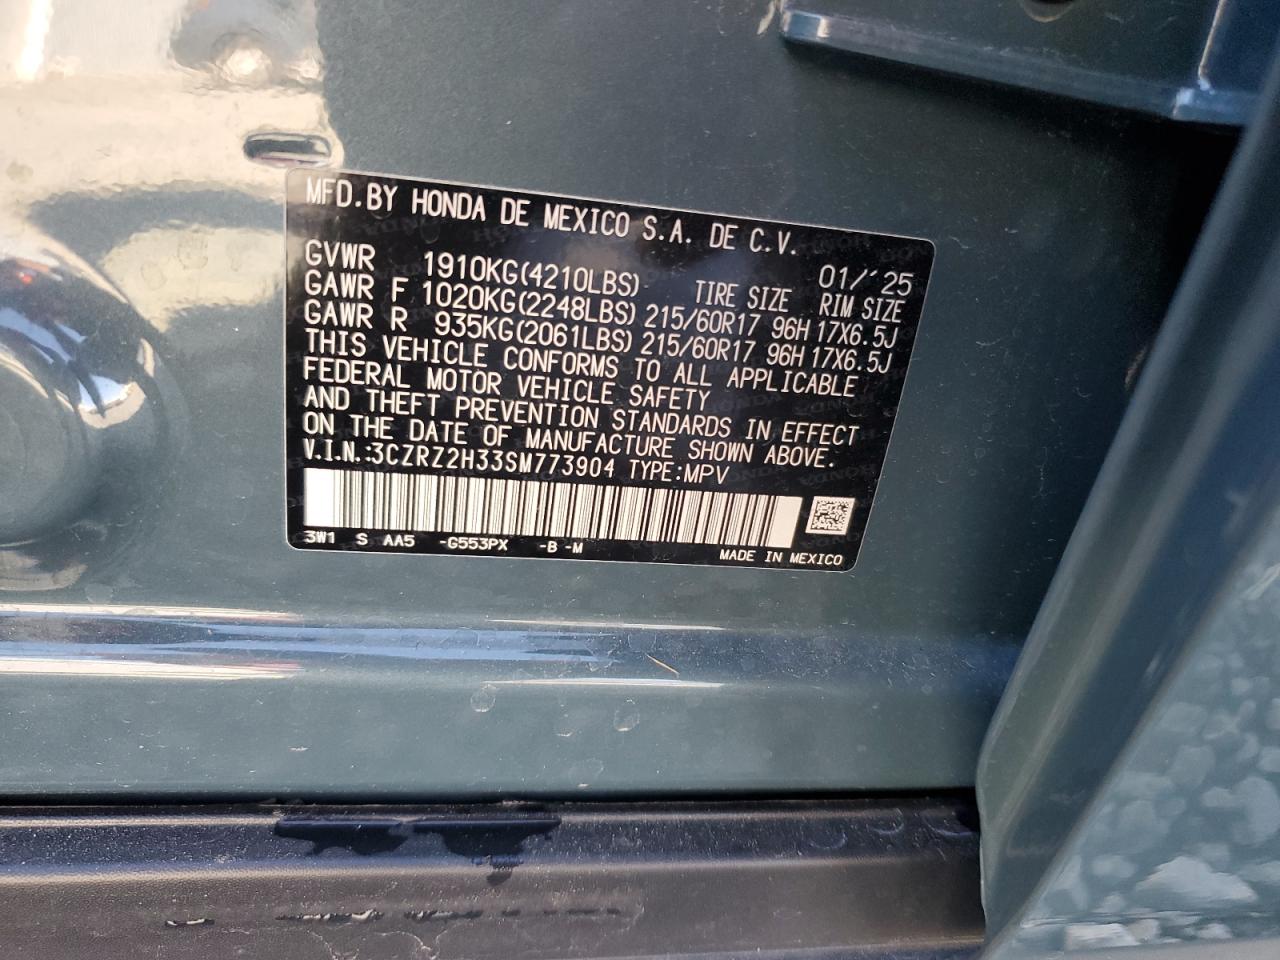 MFD.BY HONDA DE MEXICO S.A. DE C.V.
01/'25
GVWR 1910KG(4210LBS) TIRE SIZE RIM SIZE
GAWR F 1020KG(2248LBS) 215/60R17 96H 17X6.5J
GAWR R 935KG(2061LBS) 215/60R17 96H 17X6.5J
THIS VEHICLE CONFORMS TO ALL APPLICABLE
FEDERAL MOTOR VEHICLE SAFETY
AND THEFT PREVENTION STANDARDS IN EFFECT
ON THE DATE OF MANUFACTURE SHOWN ABOVE.
V.I.N.:3CZRZ2H33SM773904 TYPE:MPV
3W1 S AA5 -G553PX -B -M MADE IN MEXICO